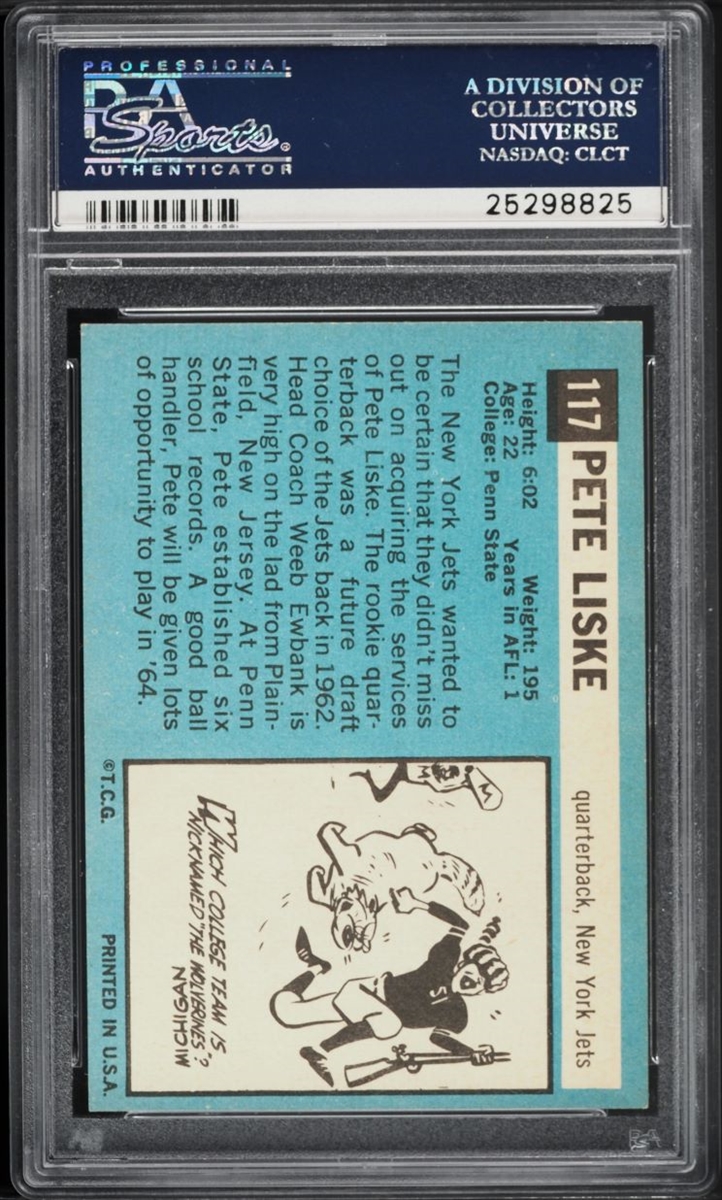 PROFESSIONAL
PSA
Sports
AUTHENTICATOR
A DIVISION OF
COLLECTORS
UNIVERSE
NASDAQ: CLCT
25298825
117 PETE LISKE quarterback, New York Jets
Height: 6:02 Weight: 195
Age: 22 Years in AFL: 1
College: Penn State
The New York Jets wanted to
be certain that they didn't miss
out on acquiring the services
of Pete Liske. The rookie quar-
terback was a future draft
choice of the Jets back in 1962.
Head Coach Weeb Ewbank is
very high on the lad from Plain-
field, New Jersey. At Penn
State, Pete established six
school records. A good ball
handler, Pete will be given lots
of opportunity to play in '64.
M
M
15
WHICH COLLEGE TEAM IS
NICKNAMED "THE WOLVERINES"?
MICHIGAN
©T.C.G.
PRINTED IN U.S.A.